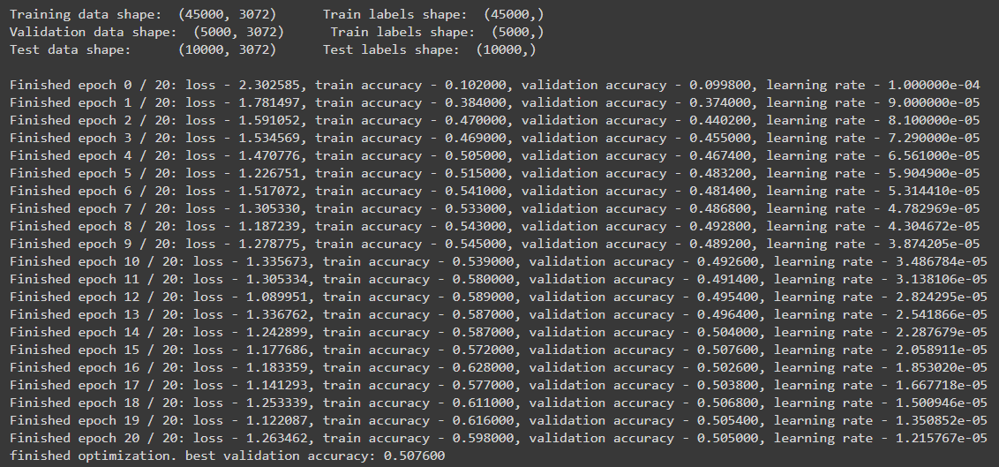 Training data shape:  (45000, 3072)      Train labels shape:  (45000,)
Validation data shape:  (5000, 3072)      Train labels shape:  (5000,)
Test data shape:      (10000, 3072)      Test labels shape:  (10000,)
Finished epoch 0 / 20: loss - 2.302585, train accuracy - 0.102000, validation accuracy - 0.099800, learning rate - 1.000000e-04
Finished epoch 1 / 20: loss - 1.781497, train accuracy - 0.384000, validation accuracy - 0.374000, learning rate - 9.000000e-05
Finished epoch 2 / 20: loss - 1.591052, train accuracy - 0.470000, validation accuracy - 0.440200, learning rate - 8.100000e-05
Finished epoch 3 / 20: loss - 1.534569, train accuracy - 0.469000, validation accuracy - 0.455000, learning rate - 7.290000e-05
Finished epoch 4 / 20: loss - 1.470776, train accuracy - 0.505000, validation accuracy - 0.467400, learning rate - 6.561000e-05
Finished epoch 5 / 20: loss - 1.226751, train accuracy - 0.515000, validation accuracy - 0.483200, learning rate - 5.904900e-05
Finished epoch 6 / 20: loss - 1.517072, train accuracy - 0.541000, validation accuracy - 0.481400, learning rate - 5.314410e-05
Finished epoch 7 / 20: loss - 1.305330, train accuracy - 0.533000, validation accuracy - 0.486800, learning rate - 4.782969e-05
Finished epoch 8 / 20: loss - 1.187239, train accuracy - 0.543000, validation accuracy - 0.492800, learning rate - 4.304672e-05
Finished epoch 9 / 20: loss - 1.278775, train accuracy - 0.545000, validation accuracy - 0.489200, learning rate - 3.874205e-05
Finished epoch 10 / 20: loss - 1.335673, train accuracy - 0.539000, validation accuracy - 0.492600, learning rate - 3.486784e-05
Finished epoch 11 / 20: loss - 1.305334, train accuracy - 0.580000, validation accuracy - 0.491400, learning rate - 3.138106e-05
Finished epoch 12 / 20: loss - 1.089951, train accuracy - 0.589000, validation accuracy - 0.495400, learning rate - 2.824295e-05
Finished epoch 13 / 20: loss - 1.336762, train accuracy - 0.587000, validation accuracy - 0.496400, learning rate - 2.541866e-05
Finished epoch 14 / 20: loss - 1.242899, train accuracy - 0.587000, validation accuracy - 0.504000, learning rate - 2.287679e-05
Finished epoch 15 / 20: loss - 1.177686, train accuracy - 0.572000, validation accuracy - 0.507600, learning rate - 2.058911e-05
Finished epoch 16 / 20: loss - 1.183359, train accuracy - 0.628000, validation accuracy - 0.502600, learning rate - 1.853020e-05
Finished epoch 17 / 20: loss - 1.141293, train accuracy - 0.577000, validation accuracy - 0.503800, learning rate - 1.667718e-05
Finished epoch 18 / 20: loss - 1.253339, train accuracy - 0.611000, validation accuracy - 0.506800, learning rate - 1.500946e-05
Finished epoch 19 / 20: loss - 1.122087, train accuracy - 0.616000, validation accuracy - 0.505400, learning rate - 1.350852e-05
Finished epoch 20 / 20: loss - 1.263462, train accuracy - 0.598000, validation accuracy - 0.505000, learning rate - 1.215767e-05
finished optimization. best validation accuracy: 0.507600